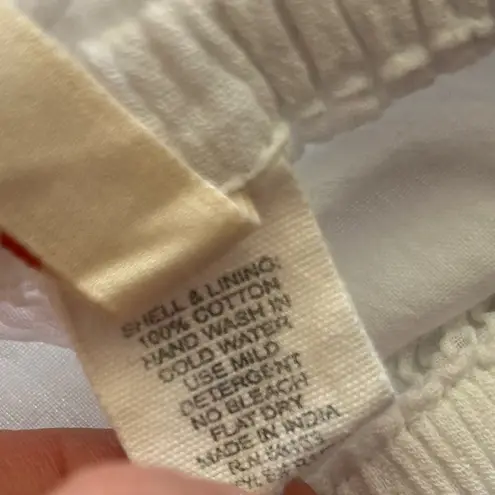 SHELL & LINING:
100% COTTON
HAND WASH IN
COLD WATER
USE MILD
DETERGENT
NO BLEACH
FLAT DRY
MADE IN INDIA